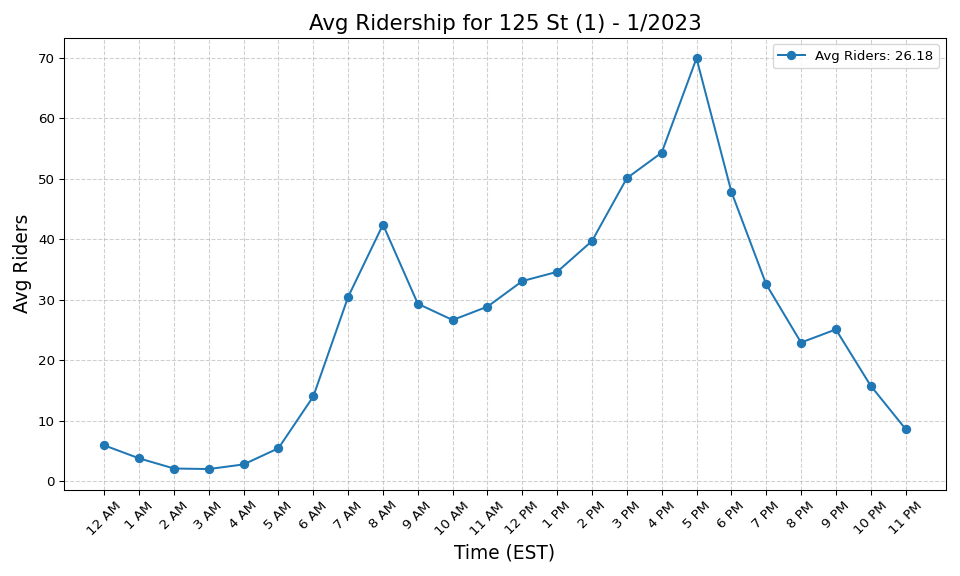 Avg Ridership for 125 St (1) - 1/2023
Avg Riders: 26.18
Avg Riders
70
60
50
40
30
20
10
0
12 AM
1 AM
2 AM
3 AM
4 AM
5 AM
6 AM
7 AM
8 AM
9 AM
10 AM
11 AM
12 PM
1 PM
2 PM
3 PM
4 PM
5 PM
6 PM
7 PM
8 PM
9 PM
10 PM
11 PM
Time (EST)